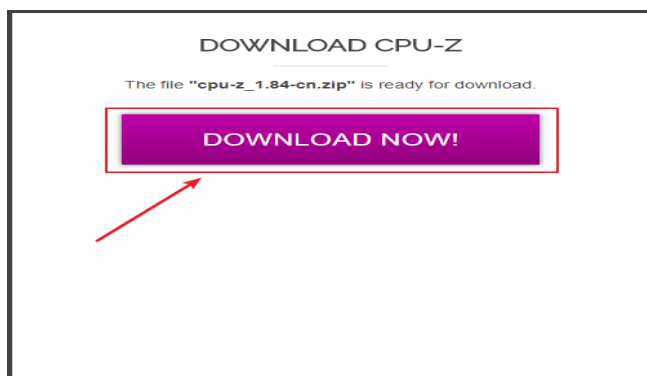 DOWNLOAD CPU-Z
The file "cpu-z_1.84-cn.zip" is ready for download.
DOWNLOAD NOW!